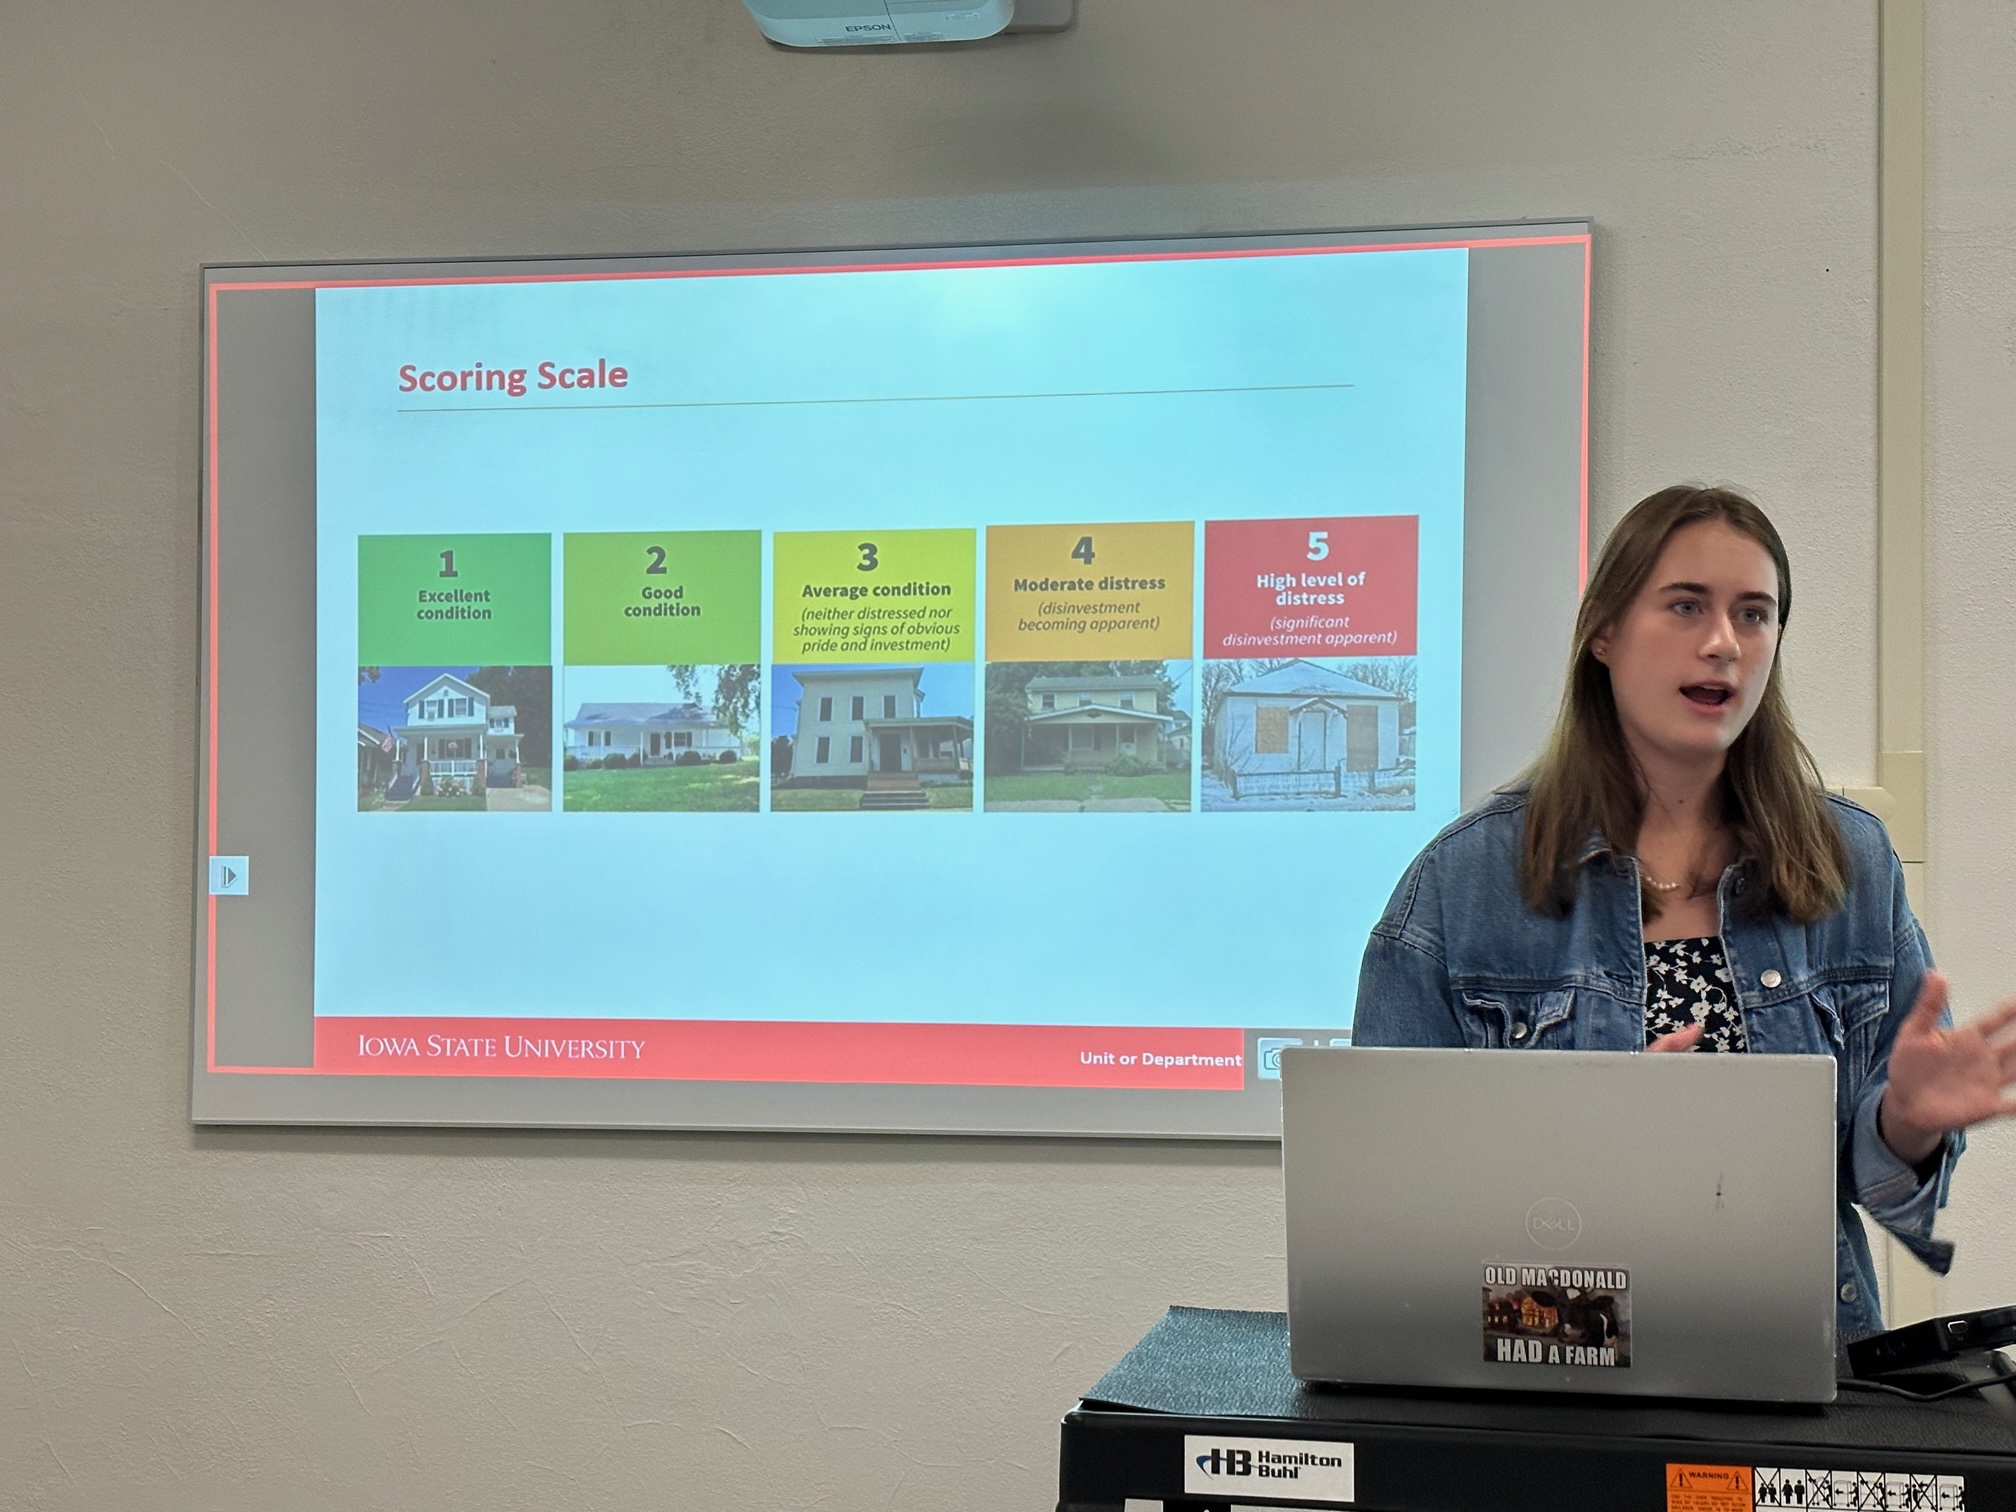 EPSON
Scoring Scale
1
Excellent
condition
2
Good
condition
3
Average condition
(neither distressed nor
showing signs of obvious
pride and investment)
4
Moderate distress
(disinvestment
becoming apparent)
5
High level of
distress
(significant
disinvestment apparent)
IOWA STATE UNIVERSITY
Unit or Department
DELL
OLD MACDONALD
HAD A FARM
HB Hamilton
Buhl
WARNING